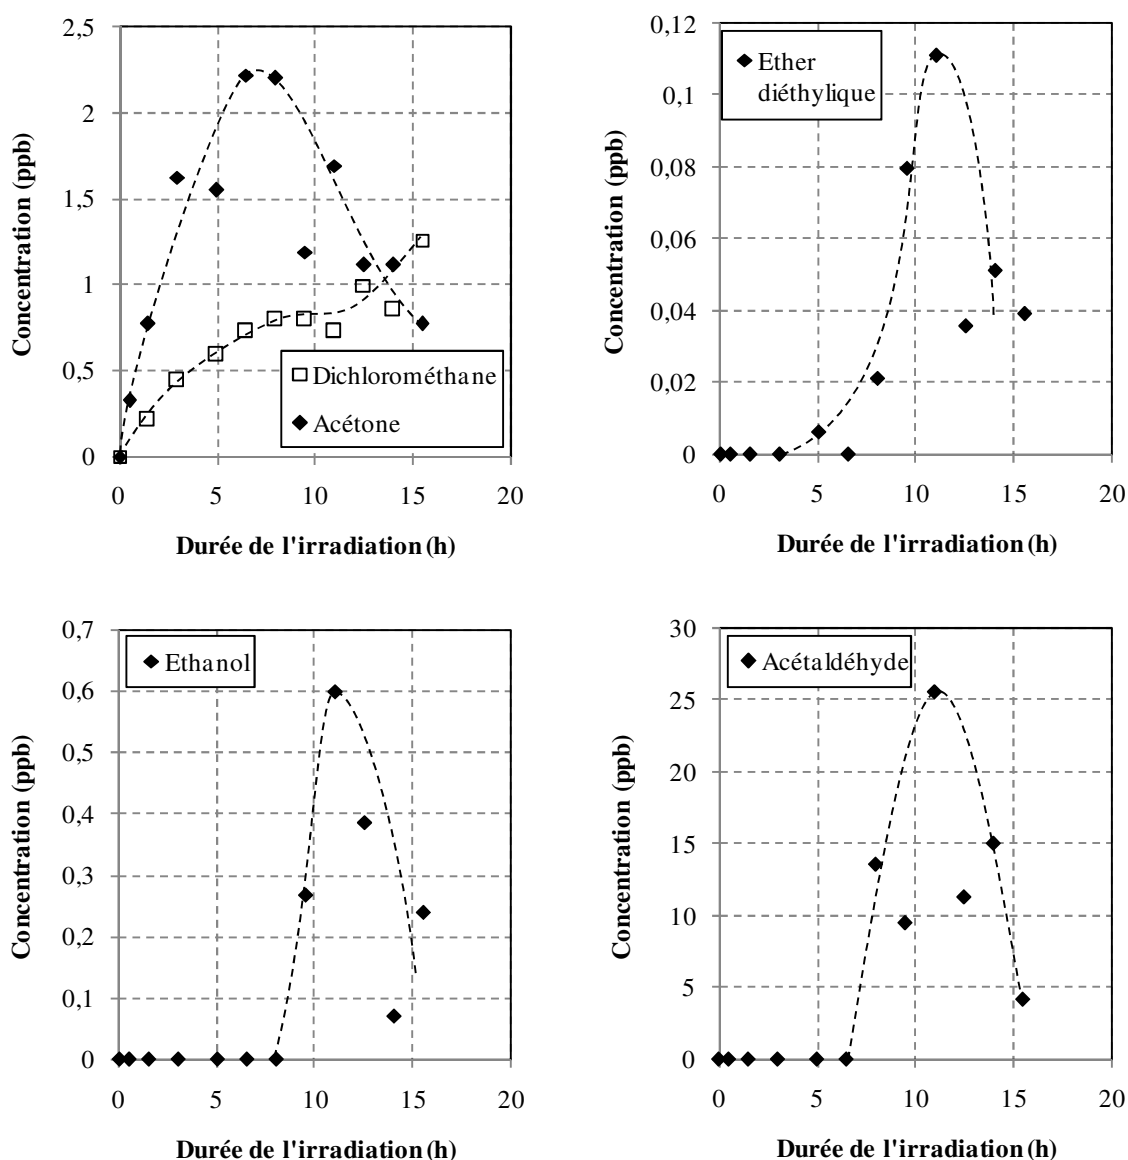 2,5
2
1,5
1
0,5
0
Concentration (ppb)
Dichlorométhane
Acétone
0 5 10 15 20
Durée de l'irradiation (h)
0,12
0,1
0,08
0,06
0,04
0,02
0
Concentration (ppb)
Ether
diéthylique
0 5 10 15 20
Durée de l'irradiation (h)
0,7
0,6
0,5
0,4
0,3
0,2
0,1
0
Concentration (ppb)
Ethanol
0 5 10 15 20
Durée de l'irradiation (h)
30
25
20
15
10
5
0
Concentration (ppb)
Acétaldéhyde
0 5 10 15 20
Durée de l'irradiation (h)